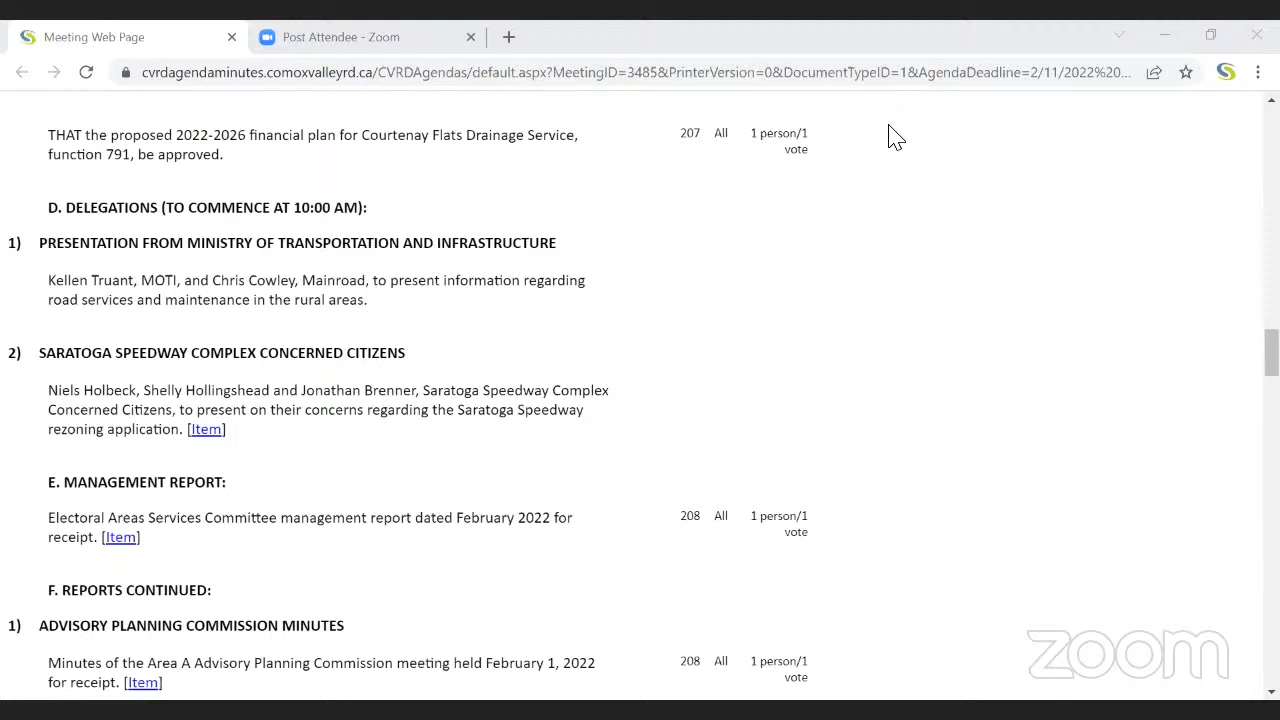 Meeting Web Page
Post Attendee - Zoom
cvrdagendaminutes.comoxvalleyrd.ca/CVRDAgendas/default.aspx?MeetingID=3485&PrinterVersion=0&DocumentTypeID=1&AgendaDeadline=2/11/2022%20...
THAT the proposed 2022-2026 financial plan for Courtenay Flats Drainage Service, 207 All 1 person/1
function 791, be approved. vote
D. DELEGATIONS (TO COMMENCE AT 10:00 AM):
1) PRESENTATION FROM MINISTRY OF TRANSPORTATION AND INFRASTRUCTURE
Kellen Truant, MOTI, and Chris Cowley, Mainroad, to present information regarding
road services and maintenance in the rural areas.
2) SARATOGA SPEEDWAY COMPLEX CONCERNED CITIZENS
Niels Holbeck, Shelly Hollingshead and Jonathan Brenner, Saratoga Speedway Complex
Concerned Citizens, to present on their concerns regarding the Saratoga Speedway
rezoning application. [Item]
E. MANAGEMENT REPORT:
Electoral Areas Services Committee management report dated February 2022 for 208 All 1 person/1
receipt. [Item] vote
F. REPORTS CONTINUED:
1) ADVISORY PLANNING COMMISSION MINUTES
Minutes of the Area A Advisory Planning Commission meeting held February 1, 2022 208 All 1 person/1
for receipt. [Item] vote
zoom